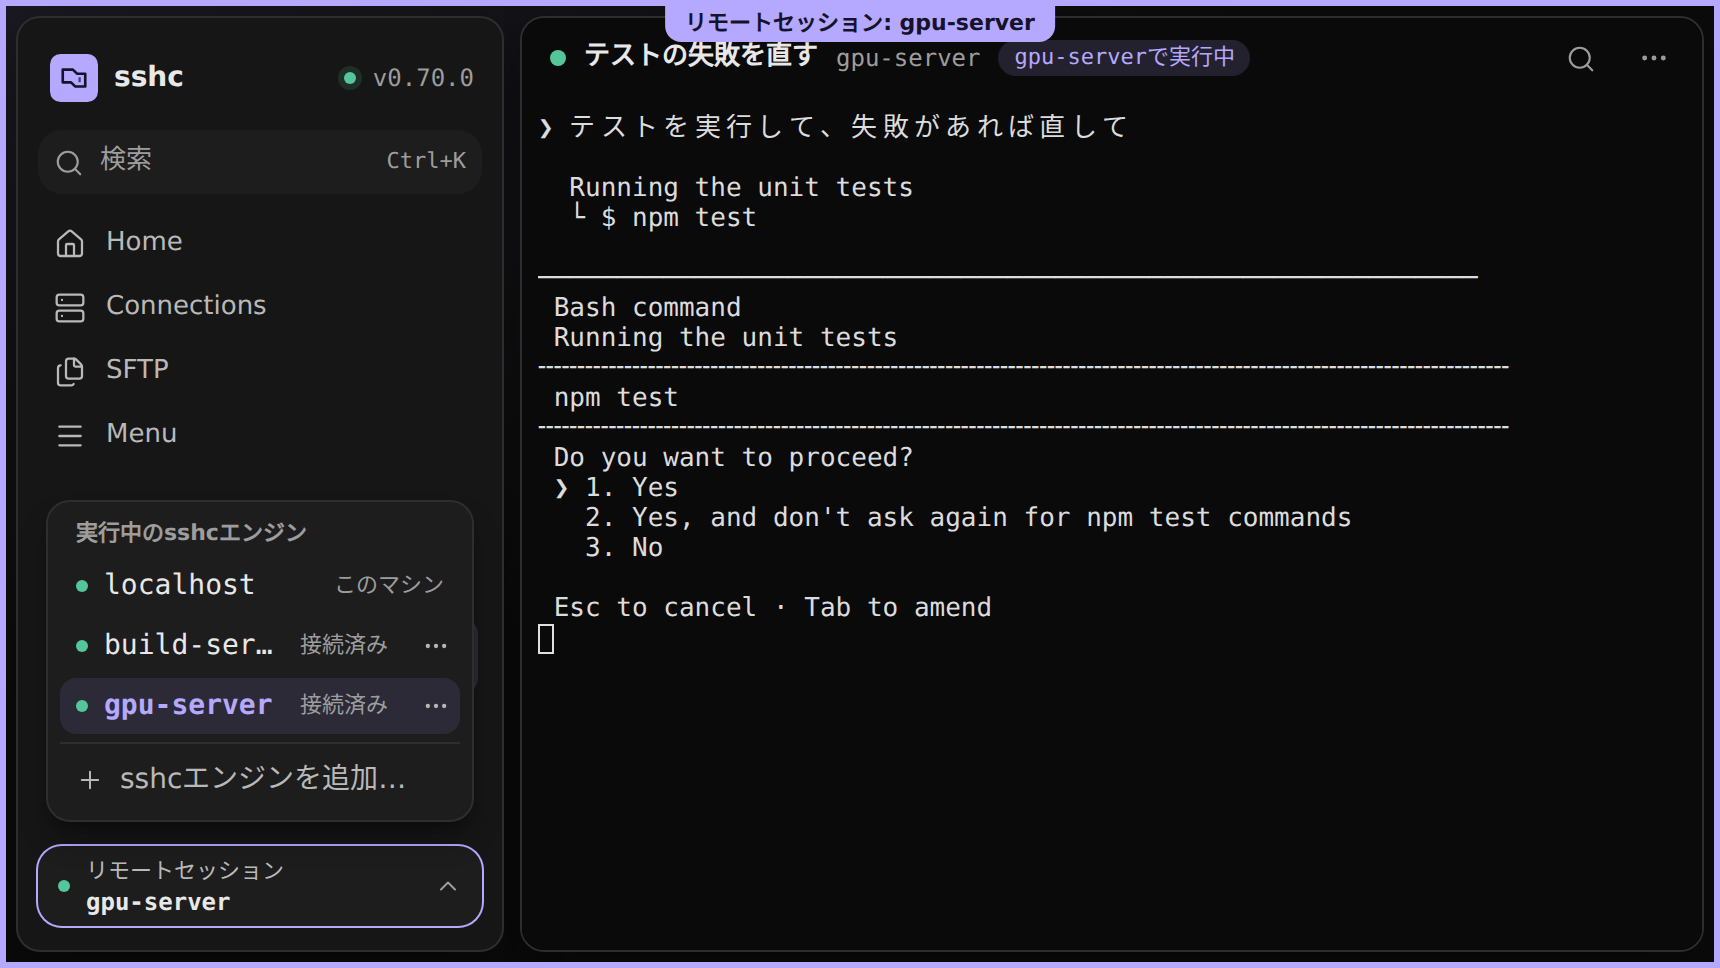 リモートセッション: gpu-server
sshc
v0.70.0
検索
Ctrl+K
Home
Connections
SFTP
Menu
実行中のsshcエンジン
localhost
このマシン
build-ser…
接続済み
gpu-server
接続済み
sshcエンジンを追加…
リモートセッション
gpu-server
テストの失敗を直す
gpu-server
gpu-serverで実行中
❯ テストを実行して、失敗があれば直して
Running the unit tests
└ $ npm test
Bash command
Running the unit tests
npm test
Do you want to proceed?
❯ 1. Yes
2. Yes, and don't ask again for npm test commands
3. No
Esc to cancel · Tab to amend